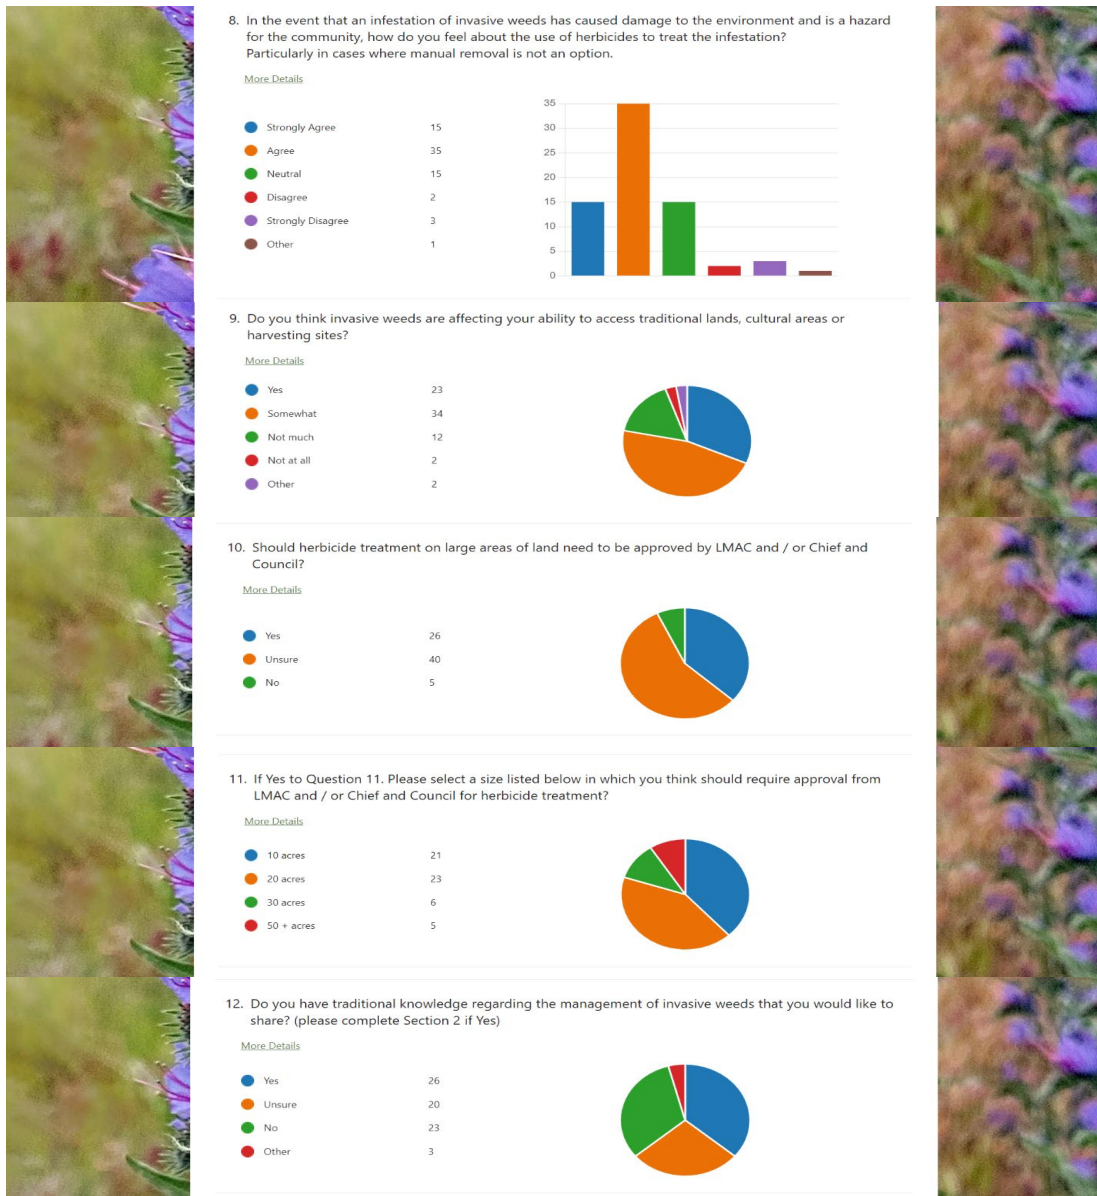 8. In the event that an infestation of invasive weeds has caused damage to the environment and is a hazard
for the community, how do you feel about the use of herbicides to treat the infestation?
Particularly in cases where manual removal is not an option.
More Details
Strongly Agree 15
Agree 35
Neutral 15
Disagree 2
Strongly Disagree 3
Other 1
35
30
25
20
15
10
5
0
9. Do you think invasive weeds are affecting your ability to access traditional lands, cultural areas or
harvesting sites?
More Details
Yes 23
Somewhat 34
Not much 12
Not at all 2
Other 2
10. Should herbicide treatment on large areas of land need to be approved by LMAC and / or Chief and
Council?
More Details
Yes 26
Unsure 40
No 5
11. If Yes to Question 11. Please select a size listed below in which you think should require approval from
LMAC and / or Chief and Council for herbicide treatment?
More Details
10 acres 21
20 acres 23
30 acres 6
50 + acres 5
12. Do you have traditional knowledge regarding the management of invasive weeds that you would like to
share? (please complete Section 2 if Yes)
More Details
Yes 26
Unsure 20
No 23
Other 3